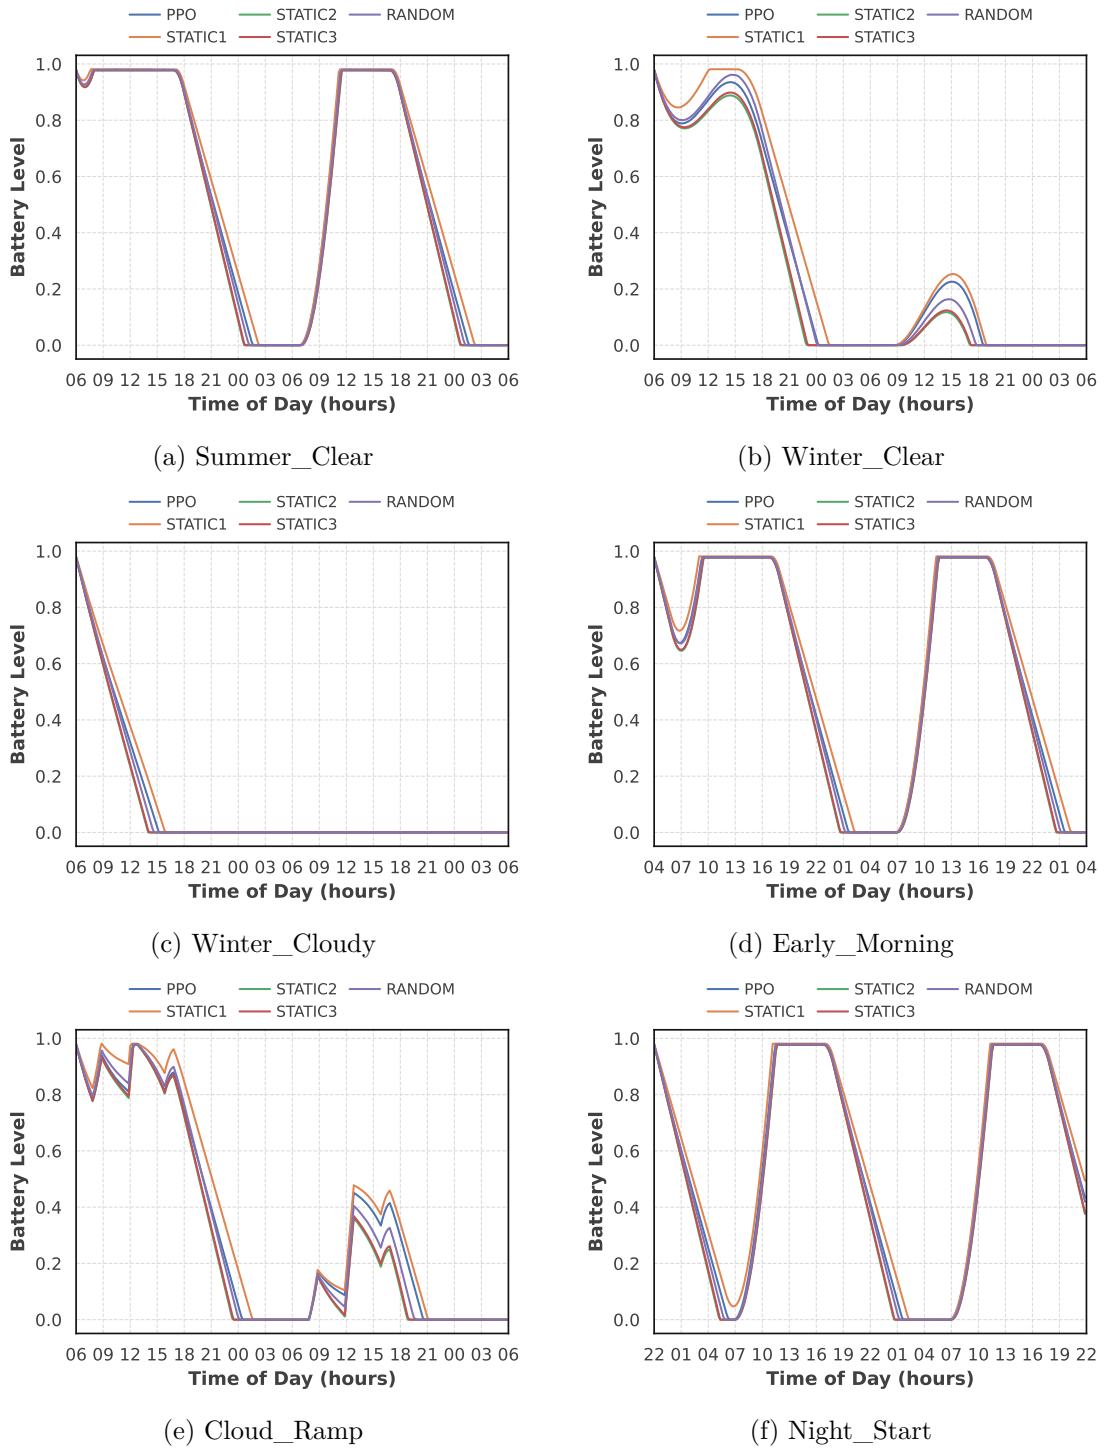 PPO STATIC2 RANDOM
STATIC1 STATIC3
1.0
0.8
0.6
0.4
0.2
0.0
Battery Level
06 09 12 15 18 21 00 03 06 09 12 15 18 21 00 03 06
Time of Day (hours)
(a) Summer_Clear
PPO STATIC2 RANDOM
STATIC1 STATIC3
1.0
0.8
0.6
0.4
0.2
0.0
Battery Level
06 09 12 15 18 21 00 03 06 09 12 15 18 21 00 03 06
Time of Day (hours)
(b) Winter_Clear
PPO STATIC2 RANDOM
STATIC1 STATIC3
1.0
0.8
0.6
0.4
0.2
0.0
Battery Level
06 09 12 15 18 21 00 03 06 09 12 15 18 21 00 03 06
Time of Day (hours)
(c) Winter_Cloudy
PPO STATIC2 RANDOM
STATIC1 STATIC3
1.0
0.8
0.6
0.4
0.2
0.0
Battery Level
04 07 10 13 16 19 22 01 04 07 10 13 16 19 22 01 04
Time of Day (hours)
(d) Early_Morning
PPO STATIC2 RANDOM
STATIC1 STATIC3
1.0
0.8
0.6
0.4
0.2
0.0
Battery Level
06 09 12 15 18 21 00 03 06 09 12 15 18 21 00 03 06
Time of Day (hours)
(e) Cloud_Ramp
PPO STATIC2 RANDOM
STATIC1 STATIC3
1.0
0.8
0.6
0.4
0.2
0.0
Battery Level
22 01 04 07 10 13 16 19 22 01 04 07 10 13 16 19 22
Time of Day (hours)
(f) Night_Start